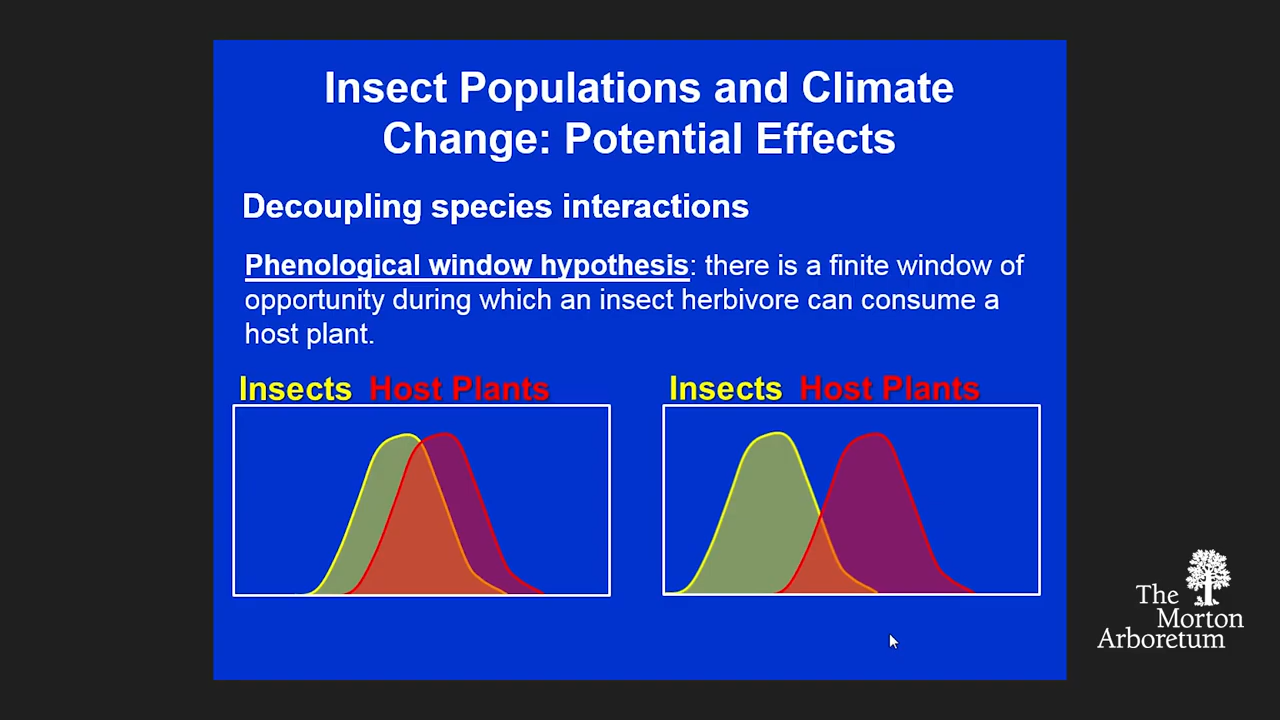 Insect Populations and Climate
Change: Potential Effects
Decoupling species interactions
Phenological window hypothesis: there is a finite window of
opportunity during which an insect herbivore can consume a
host plant.
Insects Host Plants
Insects Host Plants
The
Morton
Arboretum